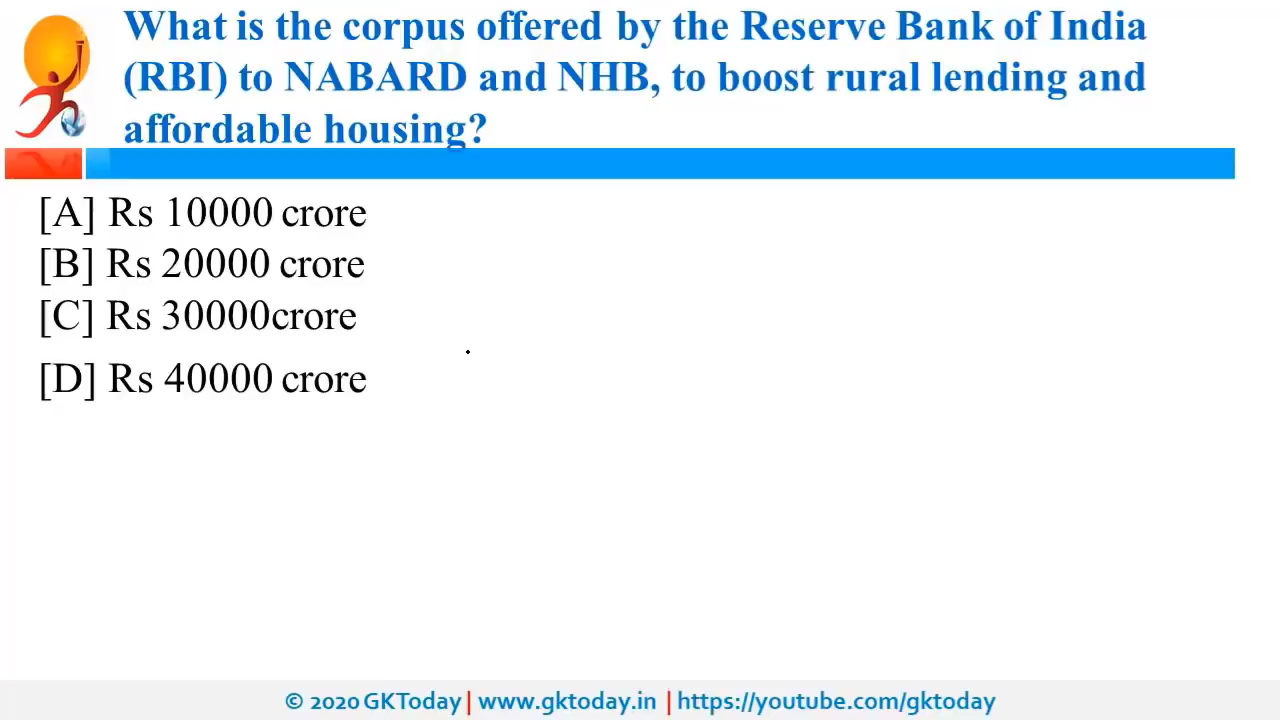 What is the corpus offered by the Reserve Bank of India
(RBI) to NABARD and NHB, to boost rural lending and
affordable housing?
[A] Rs 10000 crore
[B] Rs 20000 crore
[C] Rs 30000crore
[D] Rs 40000 crore
© 2020 GKToday | www.gktoday.in | https://youtube.com/gktoday